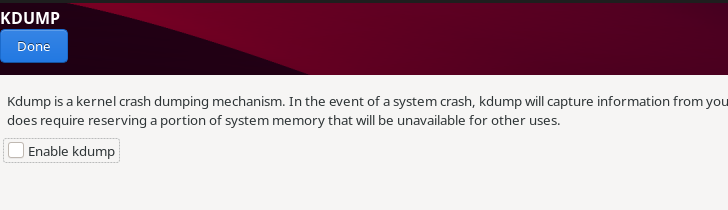 KDUMP
Done
Kdump is a kernel crash dumping mechanism. In the event of a system crash, kdump will capture information from you
does require reserving a portion of system memory that will be unavailable for other uses.
Enable kdump